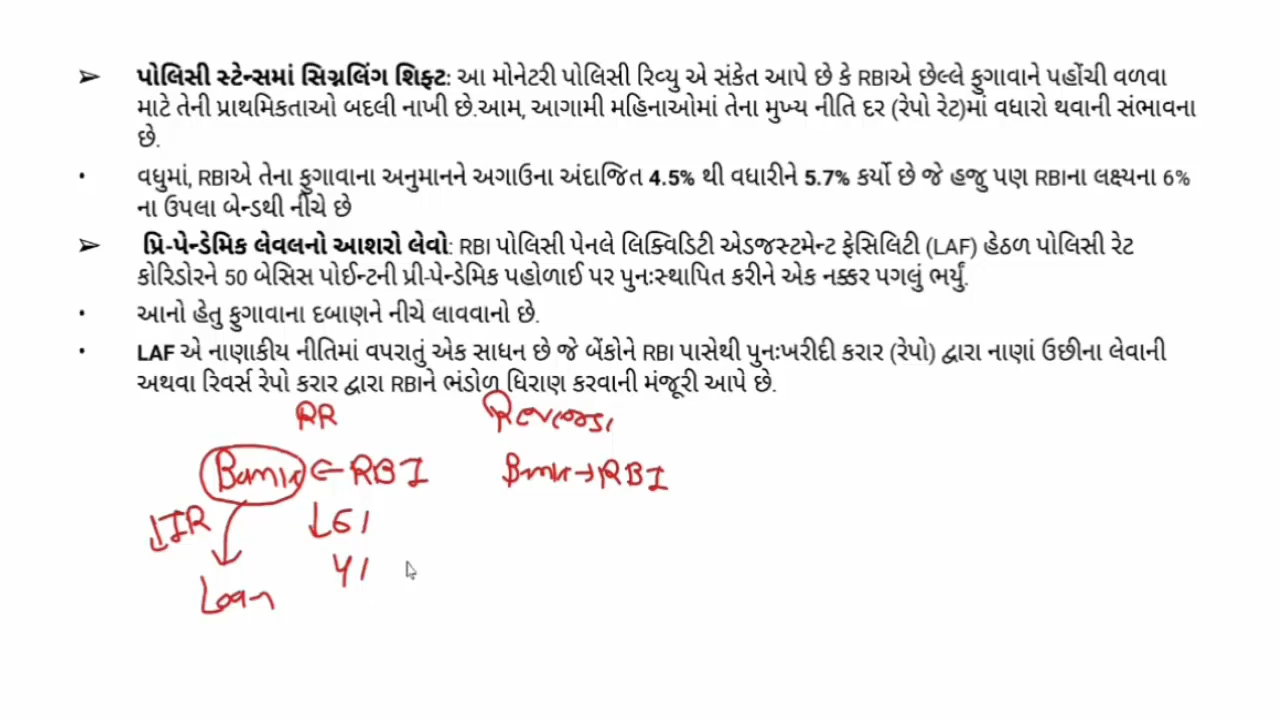 ➢ પોલિસી સ્ટેન્સમાં સિગ્નલિંગ શિફ્ટ: આ મોનેટરી પોલિસી રિવ્યુ એ સંકેત આપે છે કે RBIએ છેલ્લે ફુગાવાને પહોંચી વળવા
માટે તેની પ્રાથમિકતાઓ બદલી નાખી છે.આમ, આગામી મહિનાઓમાં તેના મુખ્ય નીતિ દર (રેપો રેટ)માં વધારો થવાની સંભાવના
છે.
• વધુમાં, RBIએ તેના ફુગાવાના અનુમાનને અગાઉના અંદાજિત 4.5% થી વધારીને 5.7% કર્યો છે જે હજુ પણ RBIના લક્ષ્યના 6%
ના ઉપલા બેન્ડથી નીચે છે
➢ પ્રિ-પેન્ડેમિક લેવલનો આશરો લેવો: RBI પોલિસી પેનલે લિક્વિડિટી એડજસ્ટમેન્ટ ફેસિલિટી (LAF) હેઠળ પોલિસી રેટ
કોરિડોરને 50 બેસિસ પોઈન્ટની પ્રી-પેન્ડેમિક પહોળાઈ પર પુનઃસ્થાપિત કરીને એક નક્કર પગલું ભર્યું.
• આનો હેતુ ફુગાવાના દબાણને નીચે લાવવાનો છે.
• LAF એ નાણાકીય નીતિમાં વપરાતું એક સાધન છે જે બેંકોને RBI પાસેથી પુનઃખરીદી કરાર (રેપો) દ્વારા નાણાં ઉછીના લેવાની
અથવા રિવર્સ રેપો કરાર દ્વારા RBIને ભંડોળ ધિરાણ કરવાની મંજૂરી આપે છે.
RR
Bank ← RBI Bank → RBI
↓IR ↓6%
4%
Loan